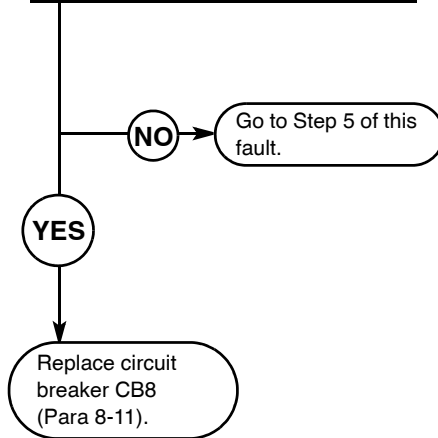 NO
Go to Step 5 of this
fault.
YES
Replace circuit
breaker CB8
(Para 8-11).